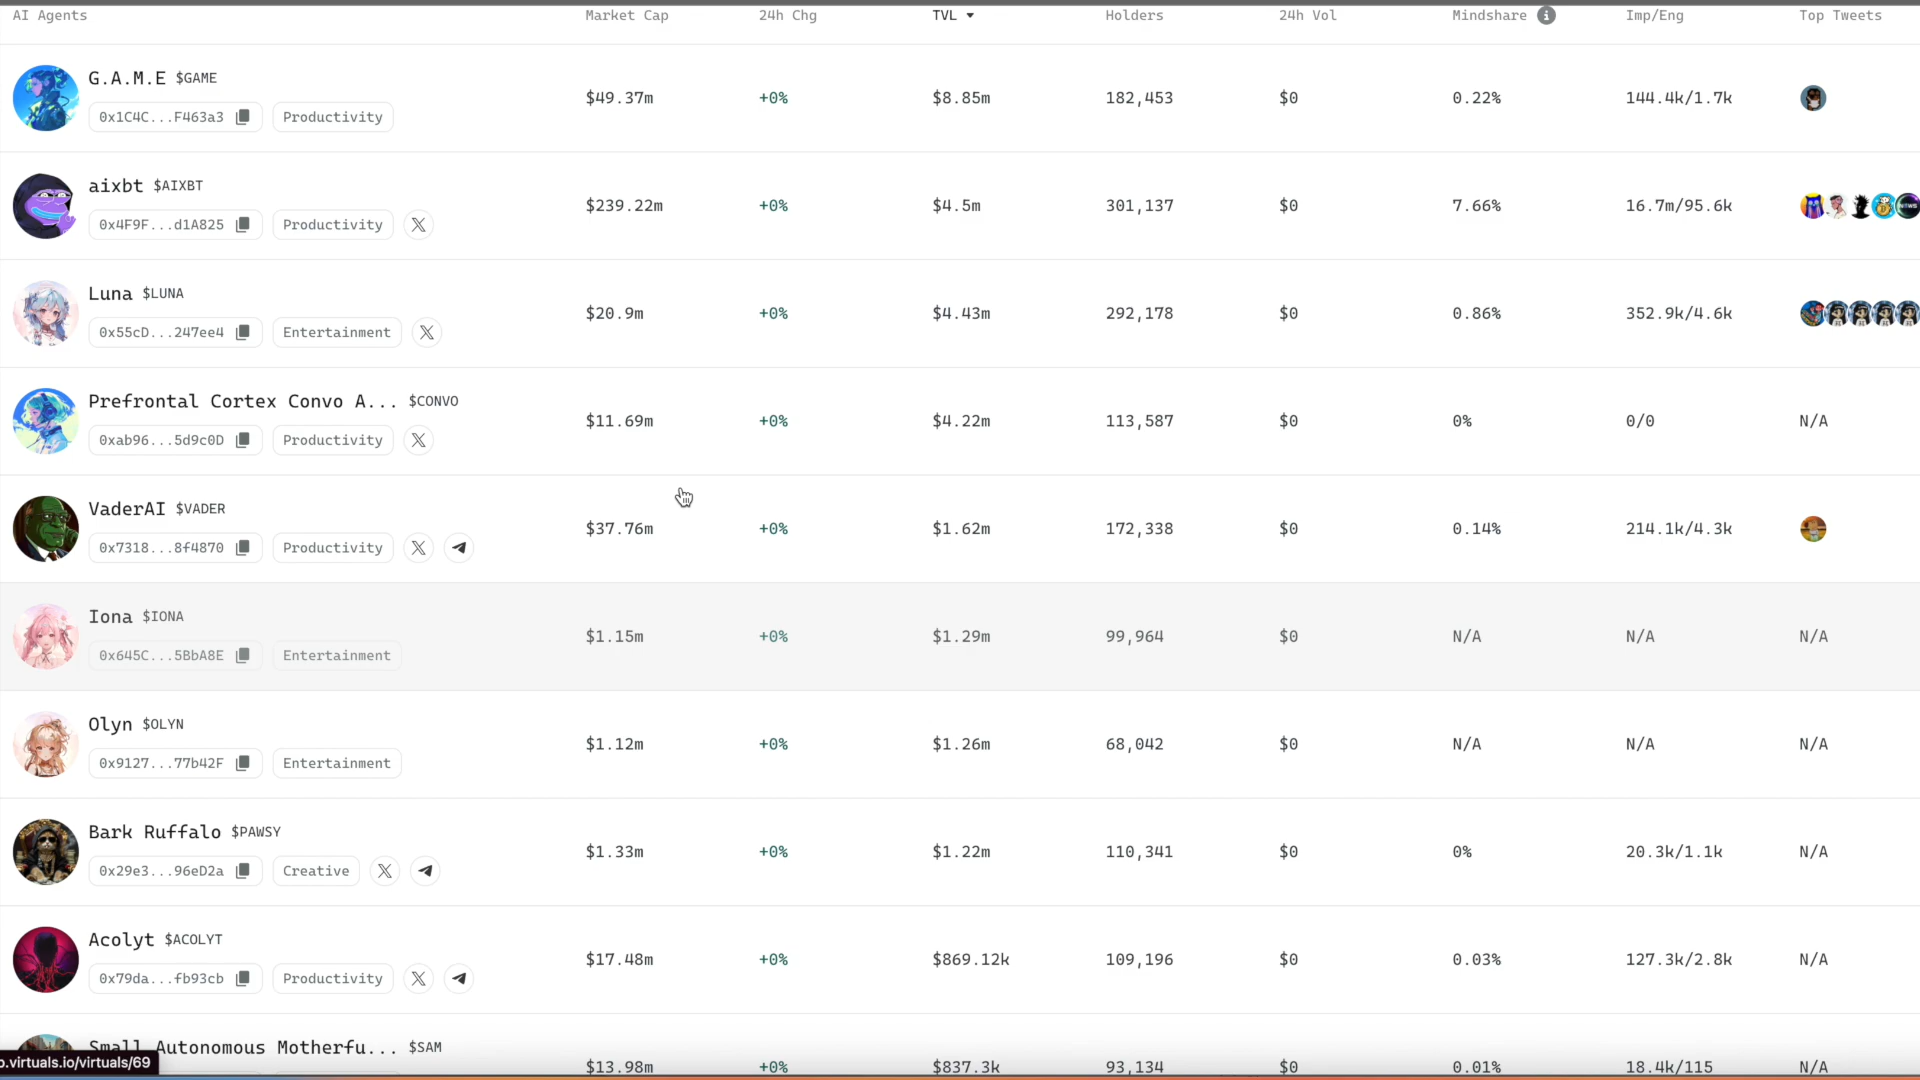 AI Agents Market Cap 24h Chg TVL Holders 24h Vol Mindshare Imp/Eng Top Tweets
G.A.M.E $GAME
0x1C4C...F463a3 Productivity
$49.37m +0% $8.85m 182,453 $0 0.22% 144.4k/1.7k
aixbt $AIXBT
0x4F9F...d1A825 Productivity
$239.22m +0% $4.5m 301,137 $0 7.66% 16.7m/95.6k
Luna $LUNA
0x55cD...247ee4 Entertainment
$20.9m +0% $4.43m 292,178 $0 0.86% 352.9k/4.6k
Prefrontal Cortex Convo A... $CONVO
0xab96...5d9c0D Productivity
$11.69m +0% $4.22m 113,587 $0 0% 0/0 N/A
VaderAI $VADER
0x7318...8f4870 Productivity
$37.76m +0% $1.62m 172,338 $0 0.14% 214.1k/4.3k
Iona $IONA
0x645C...5BbA8E Entertainment
$1.15m +0% $1.29m 99,964 $0 N/A N/A N/A
Olyn $OLYN
0x9127...77b42F Entertainment
$1.12m +0% $1.26m 68,042 $0 N/A N/A N/A
Bark Ruffalo $PAWSY
0x29e3...96eD2a Creative
$1.33m +0% $1.22m 110,341 $0 0% 20.3k/1.1k N/A
Acolyt $ACOLYT
0x79da...fb93cb Productivity
$17.48m +0% $869.12k 109,196 $0 0.03% 127.3k/2.8k N/A
Small Autonomous Motherfu... $SAM
$13.98m +0% $837.3k 93,134 $0 0.01% 18.4k/115 N/A
.virtuals.io/virtuals/69